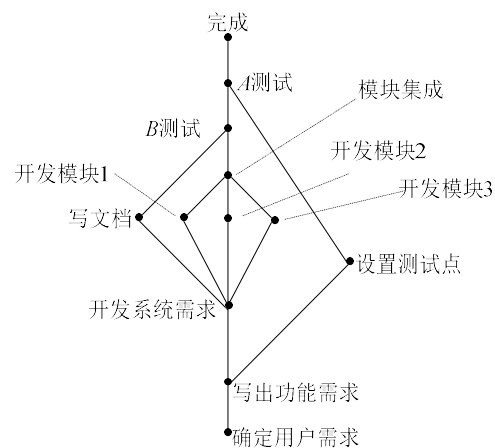 完成
A测试
模块集成
B测试
开发模块2
开发模块1
开发模块3
写文档
设置测试点
开发系统需求
写出功能需求
确定用户需求